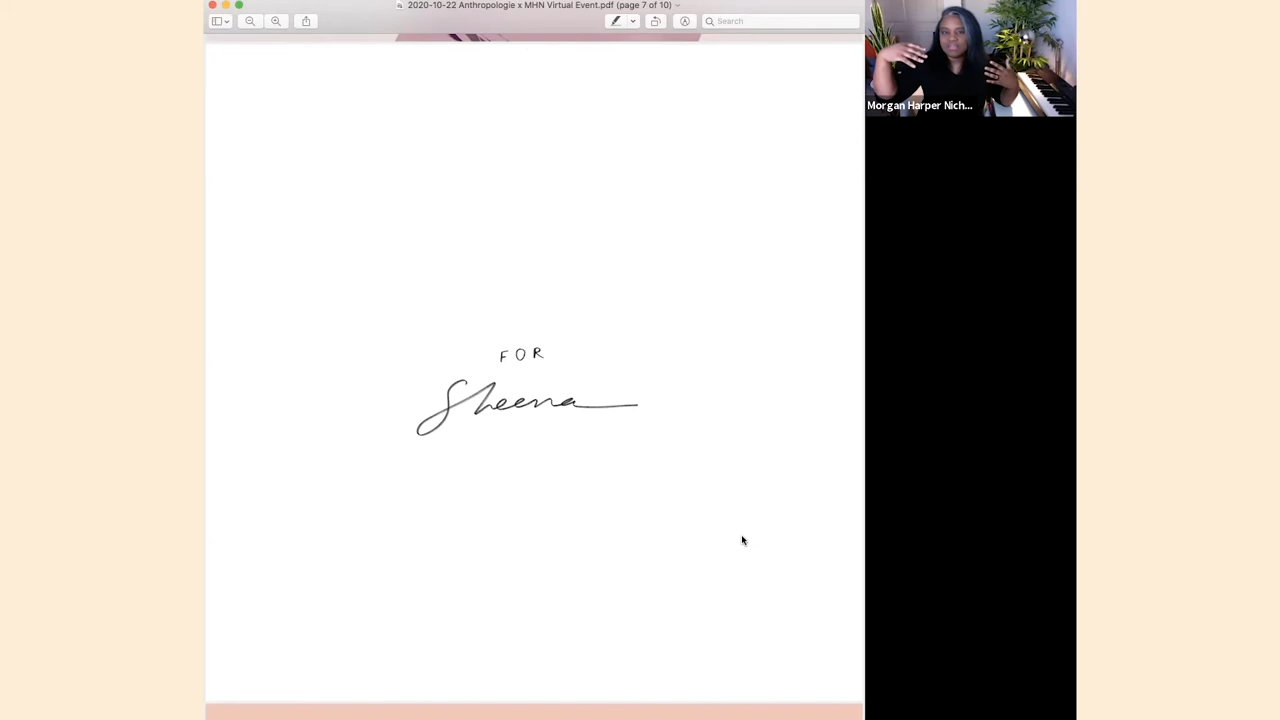 2020-10-22 Anthropologie x MHN Virtual Event.pdf (page 7 of 10)
Search
Morgan Harper Nich...
FOR
Sheena